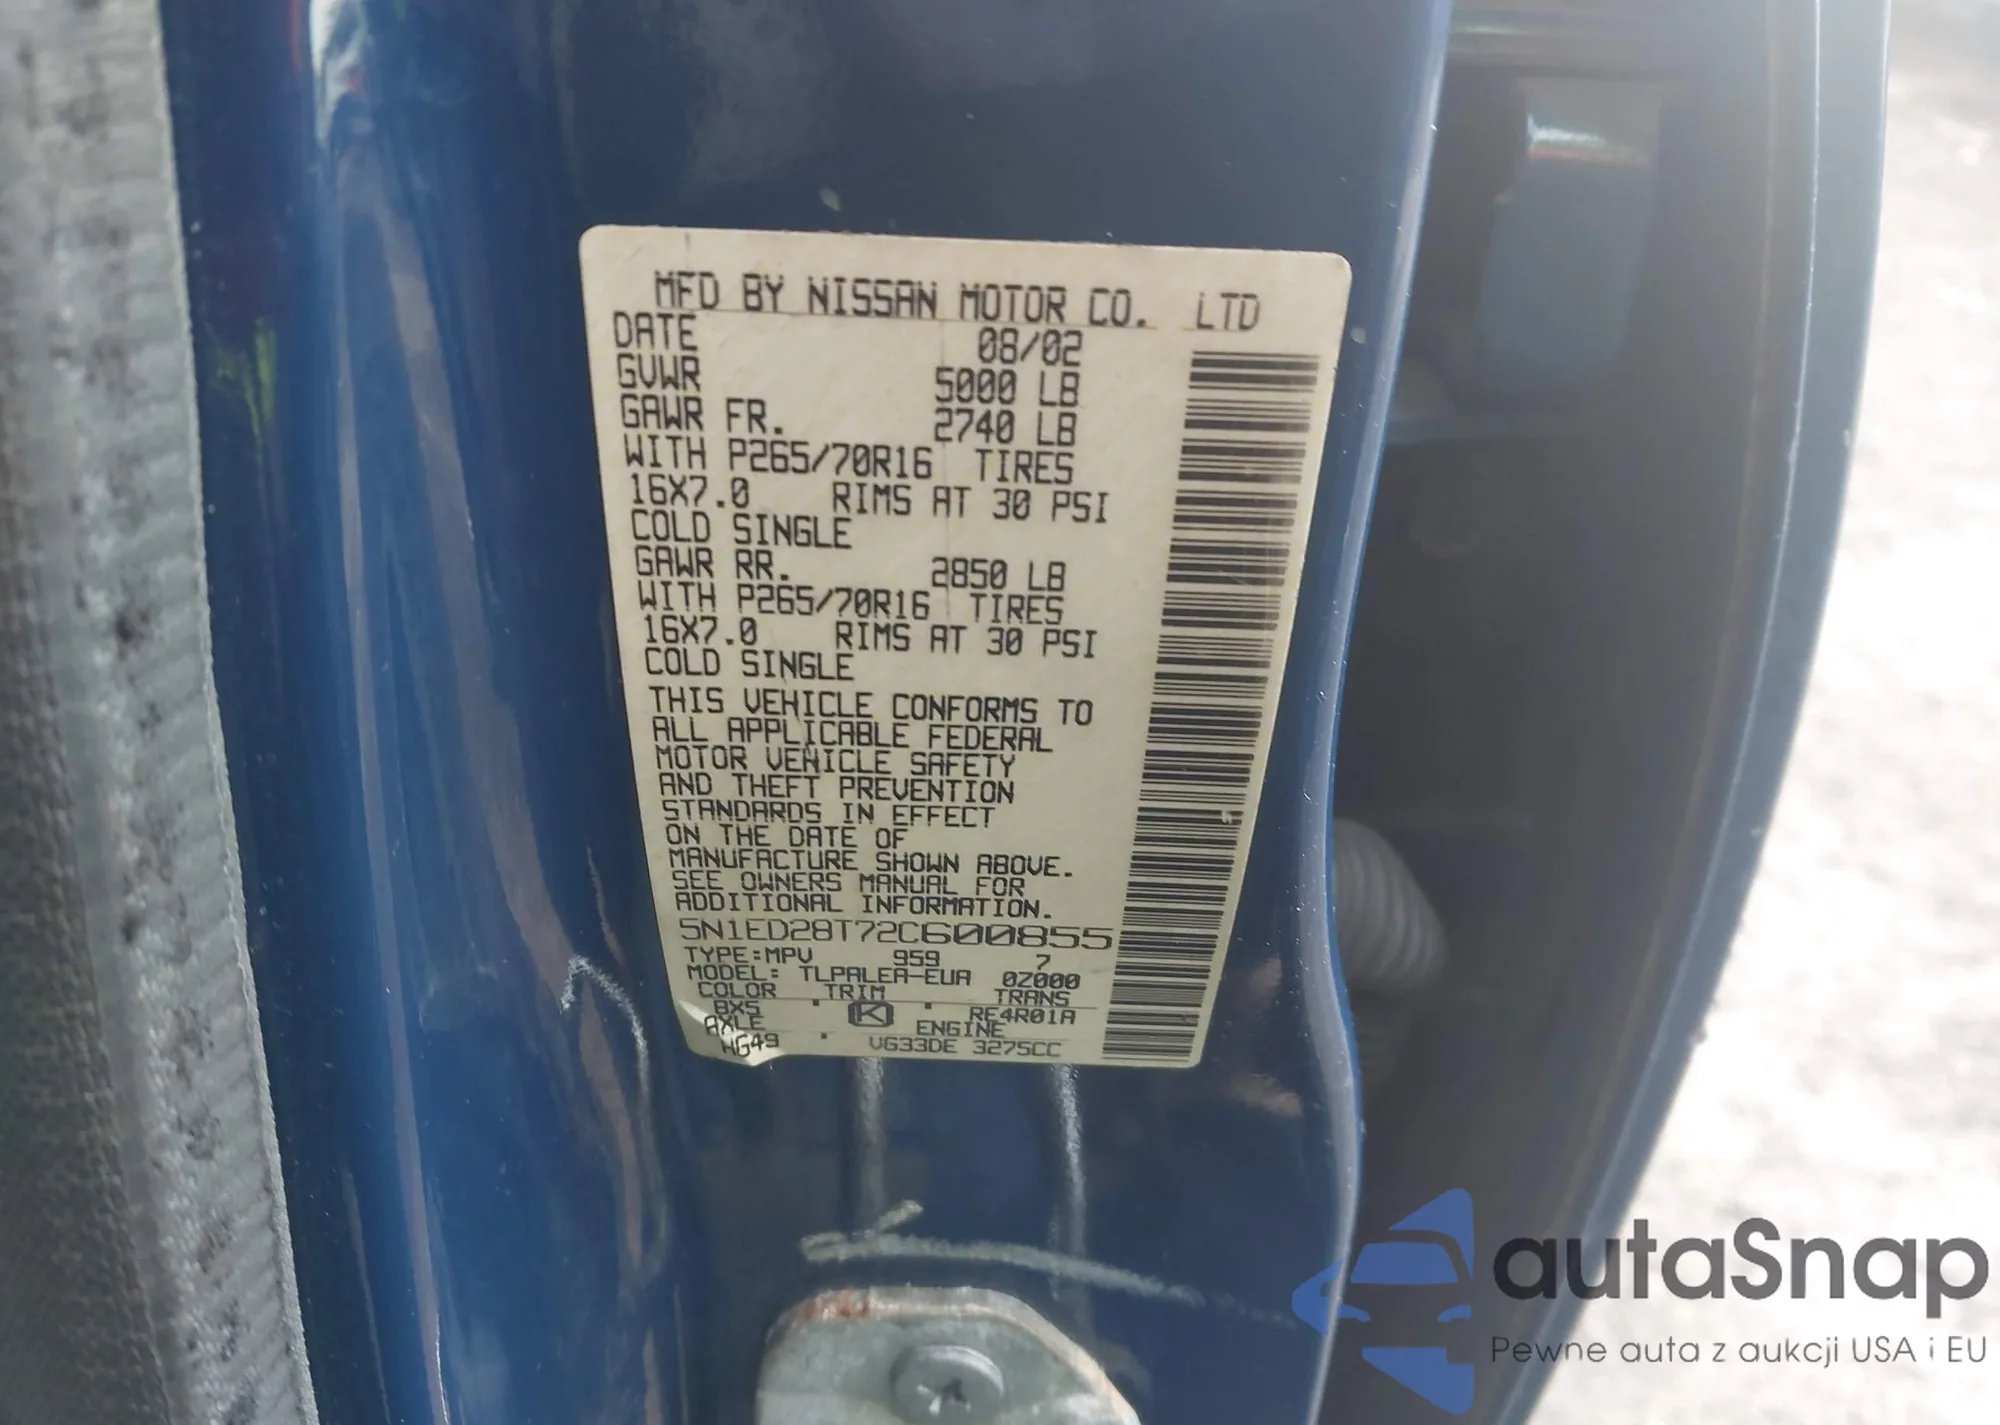 MFD BY NISSAN MOTOR CO. LTD
DATE 08/02
GVWR 5000 LB
GAWR FR. 2740 LB
WITH P265/70R16 TIRES
16X7.0 RIMS AT 30 PSI
COLD SINGLE
GAWR RR. 2850 LB
WITH P265/70R16 TIRES
16X7.0 RIMS AT 30 PSI
COLD SINGLE
THIS VEHICLE CONFORMS TO
ALL APPLICABLE FEDERAL
MOTOR VEHICLE SAFETY
AND THEFT PREVENTION
STANDARDS IN EFFECT
ON THE DATE OF
MANUFACTURE SHOWN ABOVE.
SEE OWNERS MANUAL FOR
ADDITIONAL INFORMATION.
5N1ED28T72C600855
TYPE:MPV 959 7
MODEL: TLPALEA-EUA 0Z000
COLOR TRIM TRANS
BX5 K RE4R01A
AXLE ENGINE
HG49 VG33DE 3275CC
autaSnap
Pewne auta z aukcji USA i EU